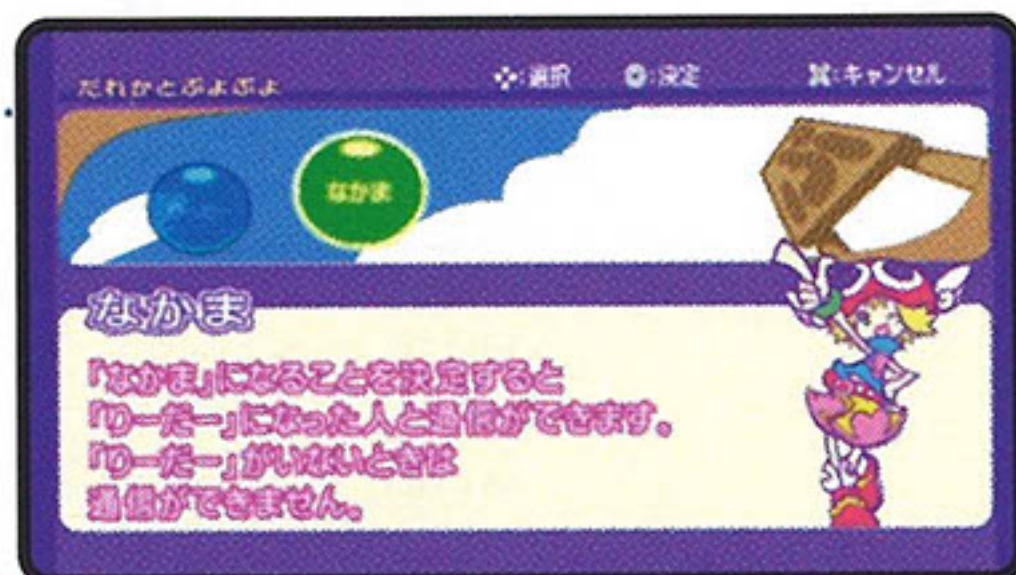 だれかとぷよぷよ
✥:選択 ◎:決定 ⌘:キャンセル
なかま
なかま
「なかま」になることを決定すると
「りーだー」になった人と通信ができます。
「りーだー」がいないときは
通信ができません。